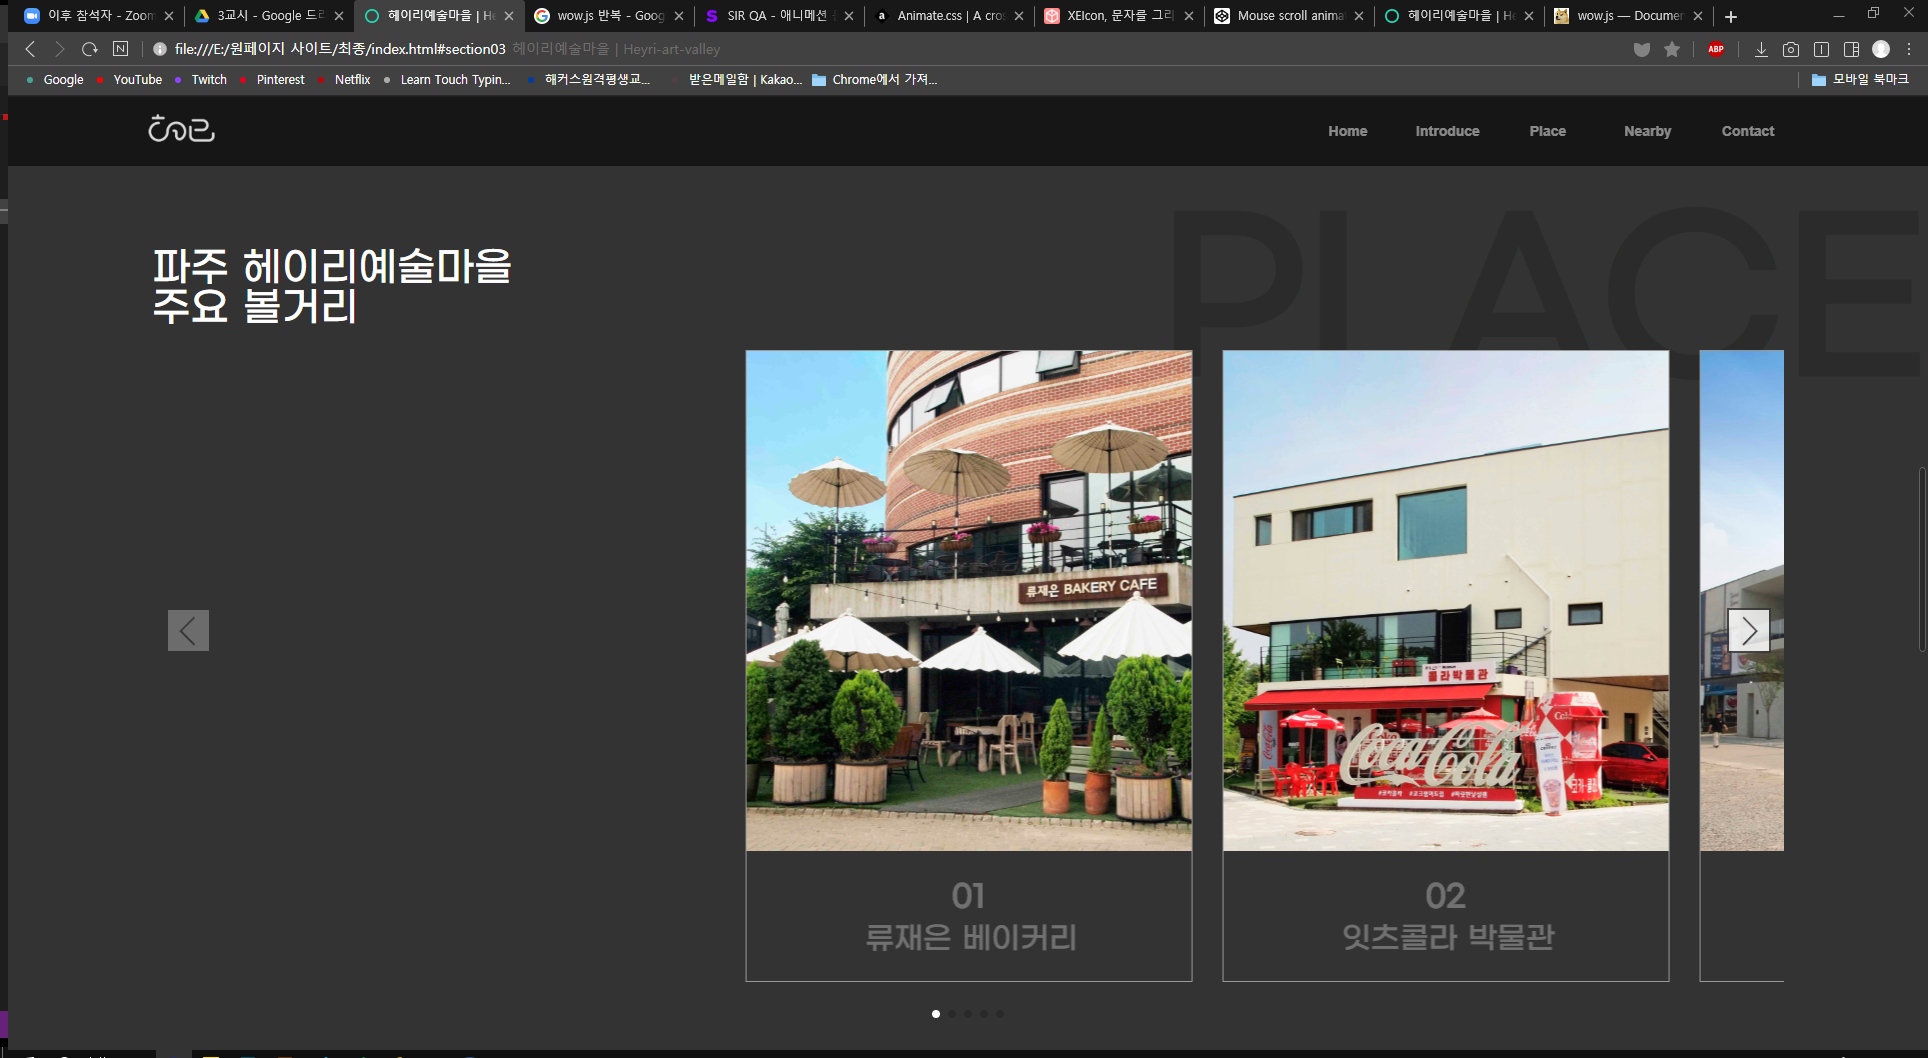 이후 참석자 - Zoom
3교시 - Google 드라
헤이리예술마을 | He
wow.js 반복 - Goog
SIR QA - 애니메션
Animate.css | A cros
XEIcon, 문자를 그리
Mouse scroll anima
헤이리예술마을 | He
wow.js — Documen
file:///E:/원페이지 사이트/최종/index.html#section03 헤이리예술마을 | Heyri-art-valley
ABP
Google
YouTube
Twitch
Pinterest
Netflix
Learn Touch Typin...
해커스원격평생교...
받은메일함 | Kakao...
Chrome에서 가져...
모바일 북마크
Home
Introduce
Place
Nearby
Contact
PLACE
파주 헤이리예술마을
주요 볼거리
류재은 BAKERY CAFE
콜라박물관
Coca-Cola
01
류재은 베이커리
02
잇츠콜라 박물관